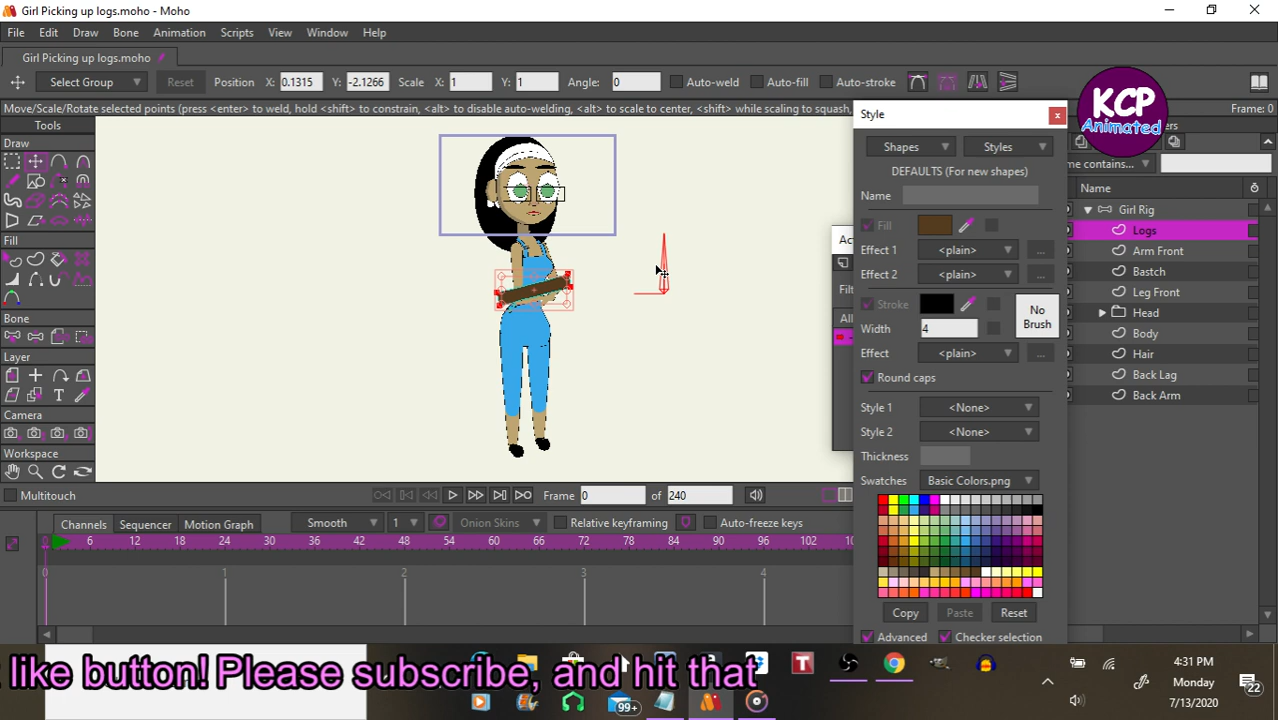 Girl Picking up logs.moho - Moho
File Edit Draw Bone Animation Scripts View Window Help
Girl Picking up logs.moho
Select Group Reset Position X: 0.1315 Y: -2.1266 Scale X: 1 Y: 1 Angle: 0 Auto-weld Auto-fill Auto-stroke
Move/Scale/Rotate selected points (press <enter> to weld, hold <shift> to constrain, <alt> to disable auto-welding, <alt> to scale to center, <shift> while scaling to squash, Frame: 0
KCP
Animated
Tools
Draw
Fill
Bone
Layer
Camera
Workspace
Style
Shapes Styles
DEFAULTS (For new shapes)
Name
Fill
Effect 1 <plain> ...
Effect 2 <plain> ...
Stroke
No
Brush
Width 4
Effect <plain> ...
Round caps
Style 1 <None>
Style 2 <None>
Thickness
Swatches Basic Colors.png
Copy Paste Reset
Advanced Checker selection
me contains...
Name
Girl Rig
Logs
Arm Front
Bastch
Leg Front
Head
Body
Hair
Back Lag
Back Arm
Multitouch
Frame 0 of 240
Channels Sequencer Motion Graph Smooth 1 Onion Skins Relative keyframing Auto-freeze keys
0 6 12 18 24 30 36 42 48 54 60 66 72 78 84 90 96 102
0 1 2 3 4
like button! Please subscribe, and hit that
99+
4:31 PM
Monday
7/13/2020
22